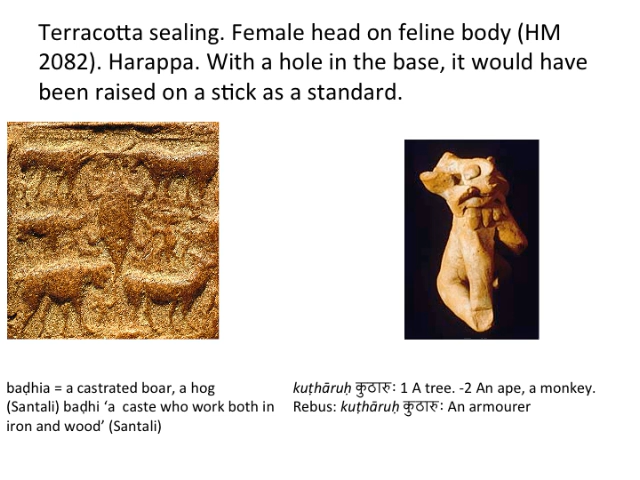 Terracotta sealing. Female head on feline body (HM
2082). Harappa. With a hole in the base, it would have
been raised on a stick as a standard.
baḍhia = a castrated boar, a hog
(Santali) baḍhi ‘a  caste who work both in
iron and wood’ (Santali)
kuṭhāruḥ कुठारुः 1 A tree. -2 An ape, a monkey.
Rebus: kuṭhāruḥ कुठारुः An armourer